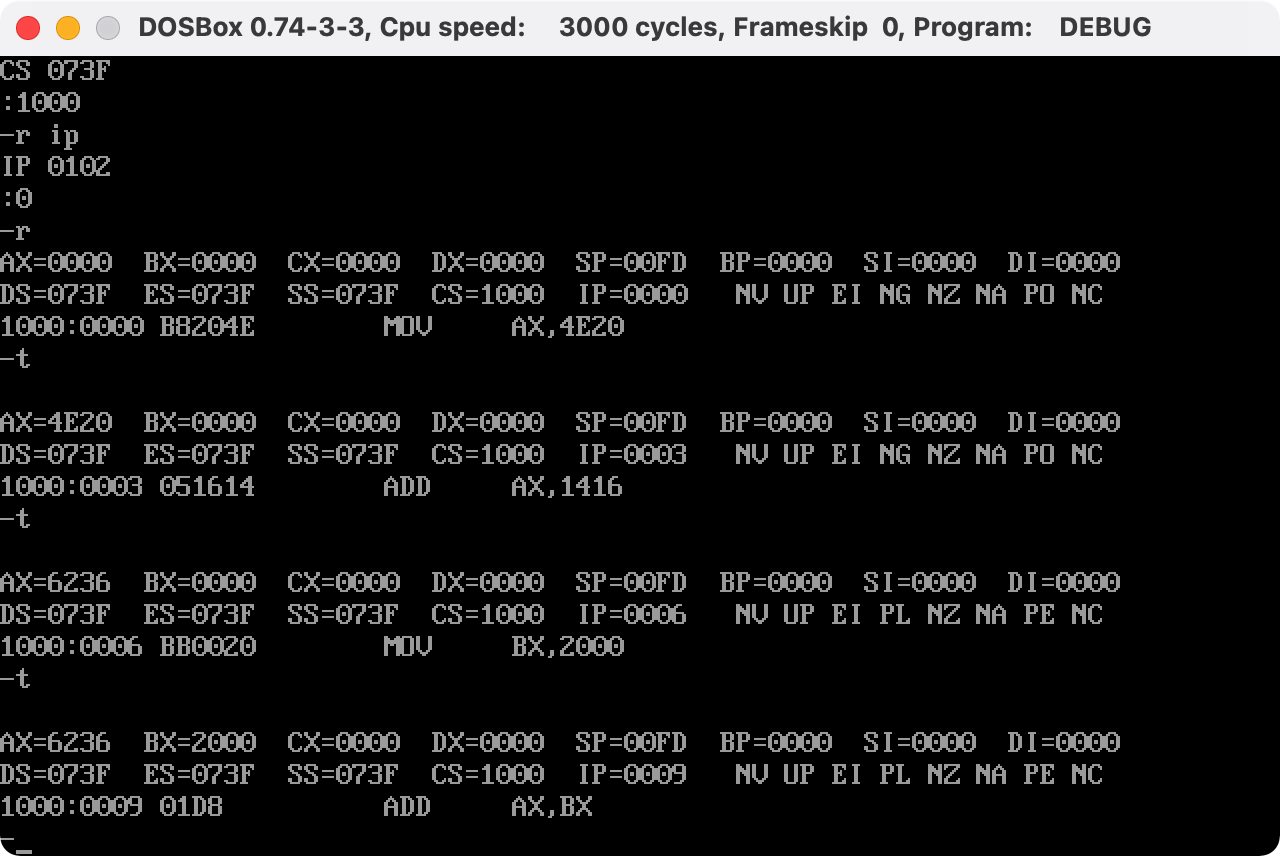 DOSBox 0.74-3-3, Cpu speed: 3000 cycles, Frameskip 0, Program: DEBUG
CS 073F
:1000
-r ip
IP 0102
:0
-r
AX=0000 BX=0000 CX=0000 DX=0000 SP=00FD BP=0000 SI=0000 DI=0000
DS=073F ES=073F SS=073F CS=1000 IP=0000 NV UP EI NG NZ NA PO NC
1000:0000 B8204E MOV AX,4E20
-t
AX=4E20 BX=0000 CX=0000 DX=0000 SP=00FD BP=0000 SI=0000 DI=0000
DS=073F ES=073F SS=073F CS=1000 IP=0003 NV UP EI NG NZ NA PO NC
1000:0003 051614 ADD AX,1416
-t
AX=6236 BX=0000 CX=0000 DX=0000 SP=00FD BP=0000 SI=0000 DI=0000
DS=073F ES=073F SS=073F CS=1000 IP=0006 NV UP EI PL NZ NA PE NC
1000:0006 BB0020 MOV BX,2000
-t
AX=6236 BX=2000 CX=0000 DX=0000 SP=00FD BP=0000 SI=0000 DI=0000
DS=073F ES=073F SS=073F CS=1000 IP=0009 NV UP EI PL NZ NA PE NC
1000:0009 01D8 ADD AX,BX
-_